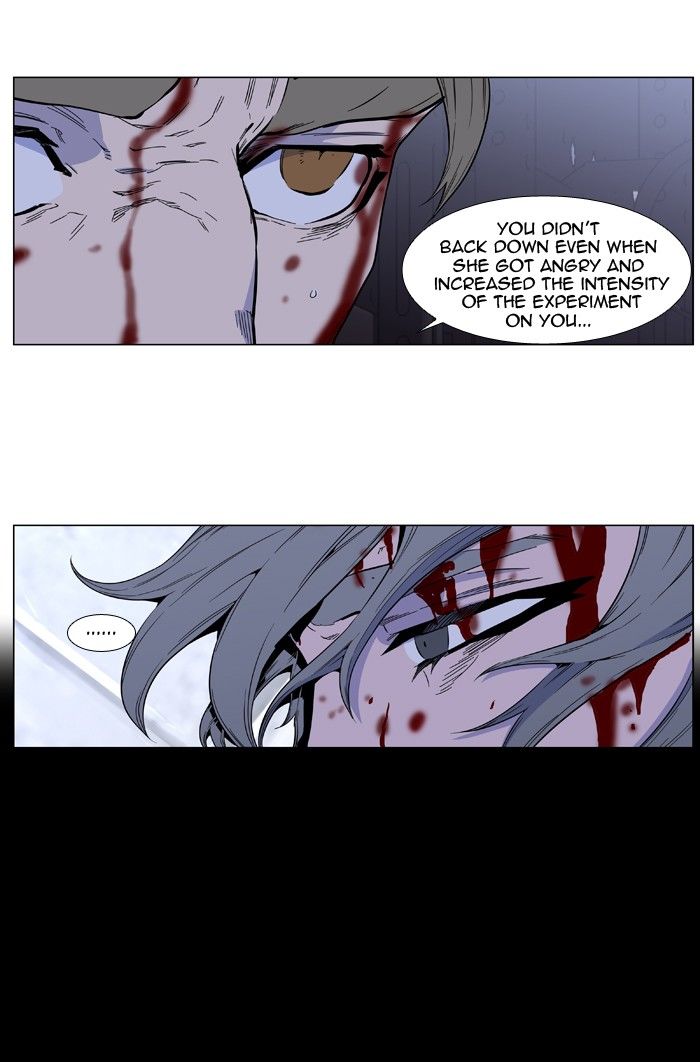 YOU DIDN'T
BACK DOWN EVEN WHEN
SHE GOT ANGRY AND
INCREASED THE INTENSITY
OF THE EXPERIMENT
ON YOU...
......